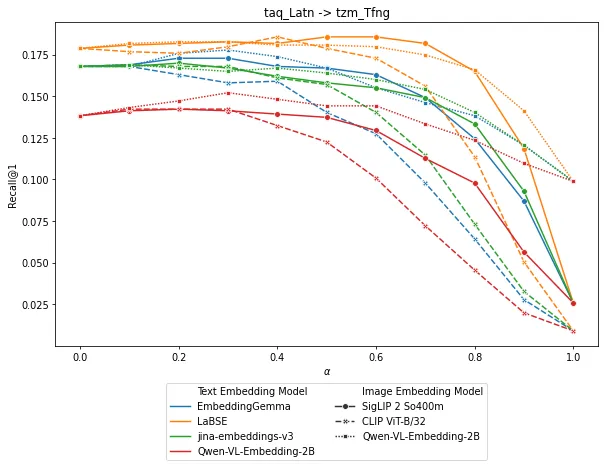 taq_Latn -> tzm_Tfng
Recall@1
0.175
0.150
0.125
0.100
0.075
0.050
0.025
0.0 0.2 0.4 0.6 0.8 1.0
α
Text Embedding Model Image Embedding Model
EmbeddingGemma SigLIP 2 So400m
LaBSE CLIP ViT-B/32
jina-embeddings-v3 Qwen-VL-Embedding-2B
Qwen-VL-Embedding-2B